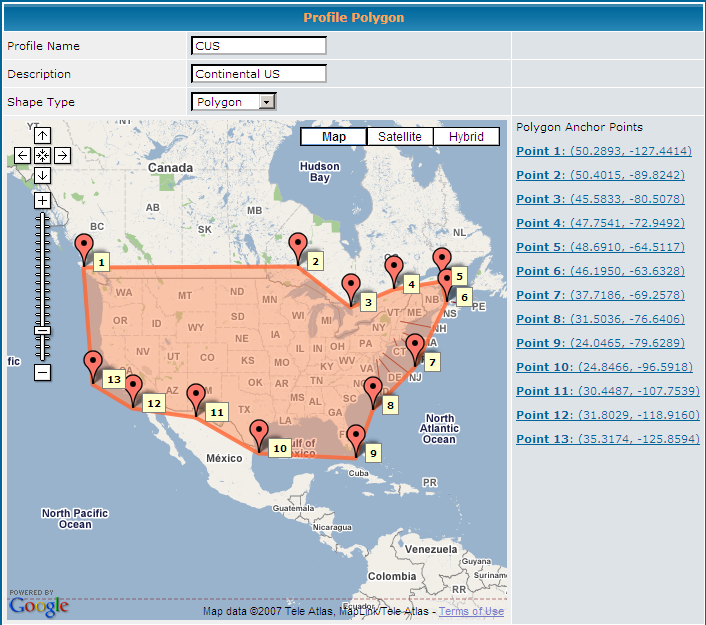 Profile Polygon
Profile Name
CUS
Description
Continental US
Shape Type
Polygon
Map
Satellite
Hybrid
YT
NT
Canada
Hudson
Bay
BC
AB
SK
MB
NL
1
2
3
4
5
6
7
8
9
10
11
12
13
WA
MT
ND
MN
OR
ID
WY
SD
WI
MI
NV
UT
CO
NE
IA
IL
IN
OH
PA
NY
VT
ME
NB
PE
NS
CT
NJ
DE
KS
MO
KY
WV
VA
AZ
OK
AR
TN
NC
TX
MS
AL
SC
GA
LA
Gulf of
Mexico
North
Atlantic
Ocean
México
Cuba
PR
North Pacific
Ocean
fic
Guatemala
Nicaragua
Venezuela
Guyana
Surinam
Colombia
RR
Ecuador
POWERED BY
Google
Map data ©2007 Tele Atlas, MapLink/Tele Atlas - Terms of Use
Polygon Anchor Points
Point 1: (50.2893, -127.4414)
Point 2: (50.4015, -89.8242)
Point 3: (45.5833, -80.5078)
Point 4: (47.7541, -72.9492)
Point 5: (48.6910, -64.5117)
Point 6: (46.1950, -63.6328)
Point 7: (37.7186, -69.2578)
Point 8: (31.5036, -76.6406)
Point 9: (24.0465, -79.6289)
Point 10: (24.8466, -96.5918)
Point 11: (30.4487, -107.7539)
Point 12: (31.8029, -118.9160)
Point 13: (35.3174, -125.8594)